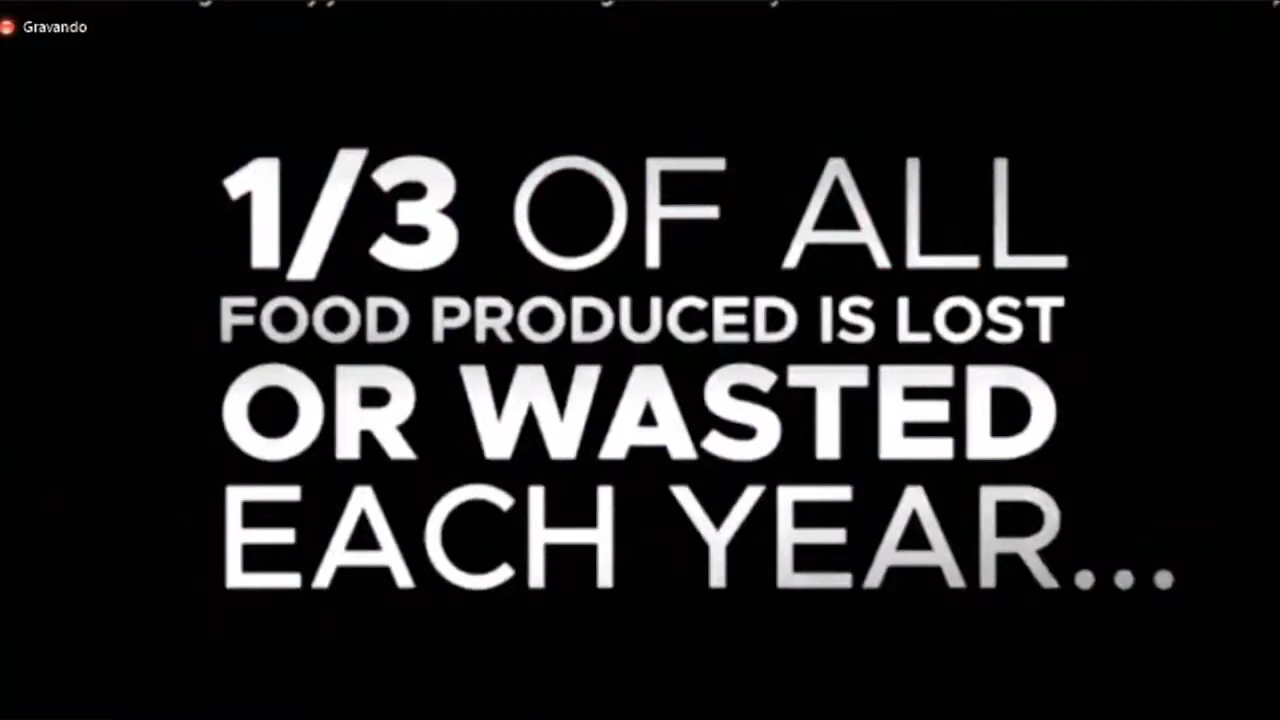 Gravando
1/3 OF ALL
FOOD PRODUCED IS LOST
OR WASTED
EACH YEAR...